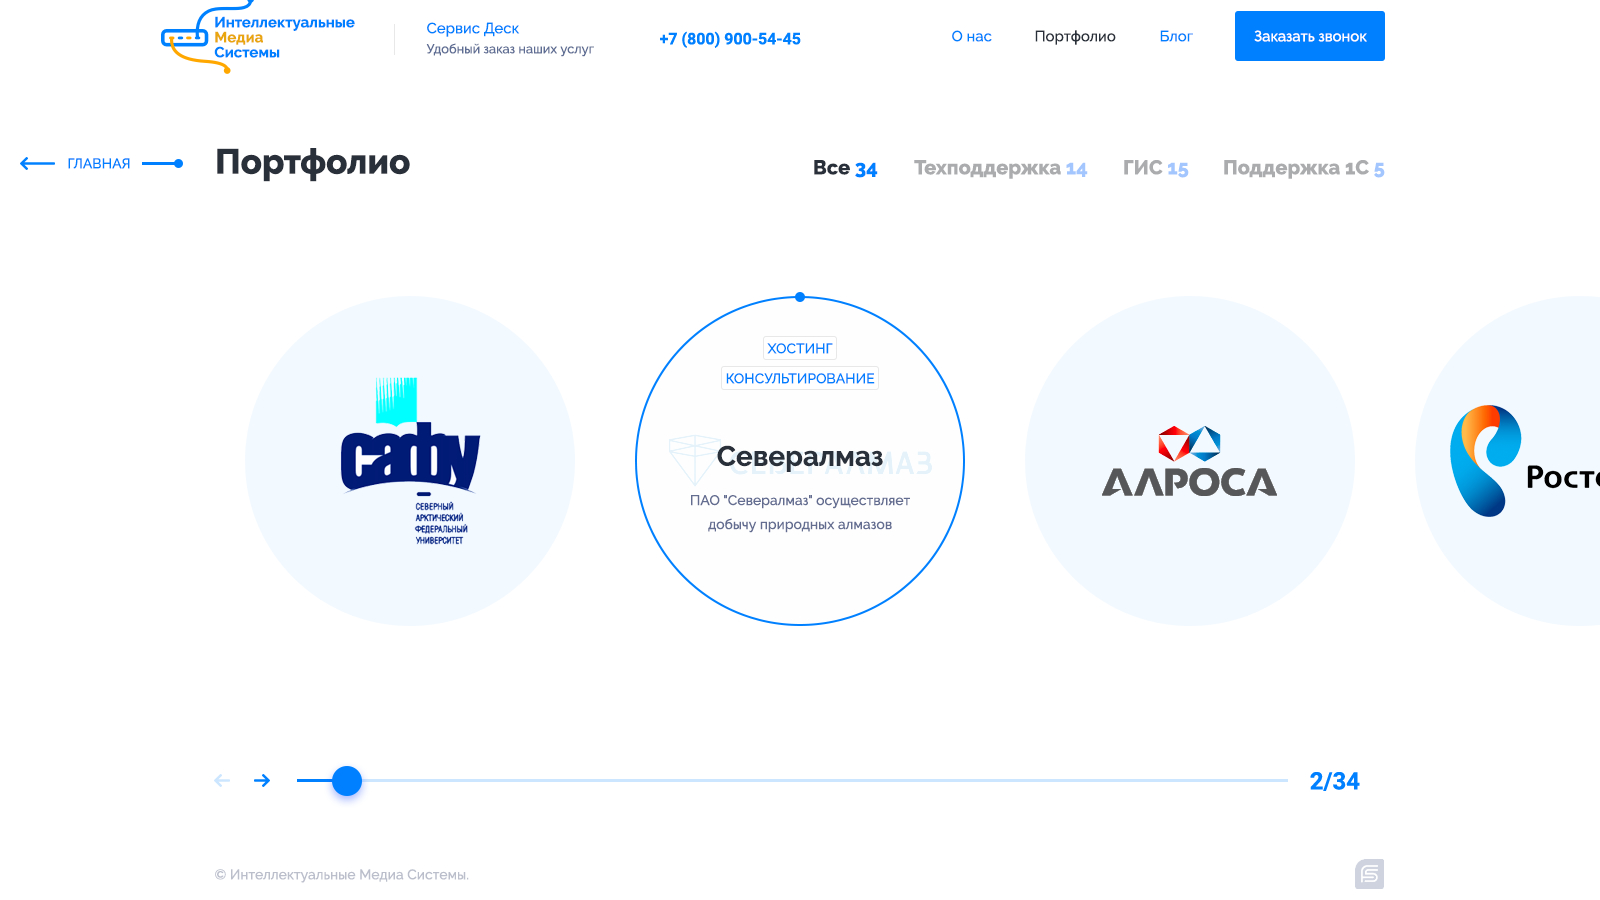 Интеллектуальные
Медиа
Системы
Сервис Деск
Удобный заказ наших услуг
+7 (800) 900-54-45
О нас
Портфолио
Блог
Заказать звонок
ГЛАВНАЯ
Портфолио
Все 34
Техподдержка 14
ГИС 15
Поддержка 1С 5
сафу
СЕВЕРНЫЙ
АРКТИЧЕСКИЙ
ФЕДЕРАЛЬНЫЙ
УНИВЕРСИТЕТ
ХОСТИНГ
КОНСУЛЬТИРОВАНИЕ
СЕВЕРАЛМАЗ
Севералмаз
ПАО "Севералмаз" осуществляет
добычу природных алмазов
АЛРОСА
Росте
2/34
© Интеллектуальные Медиа Системы.